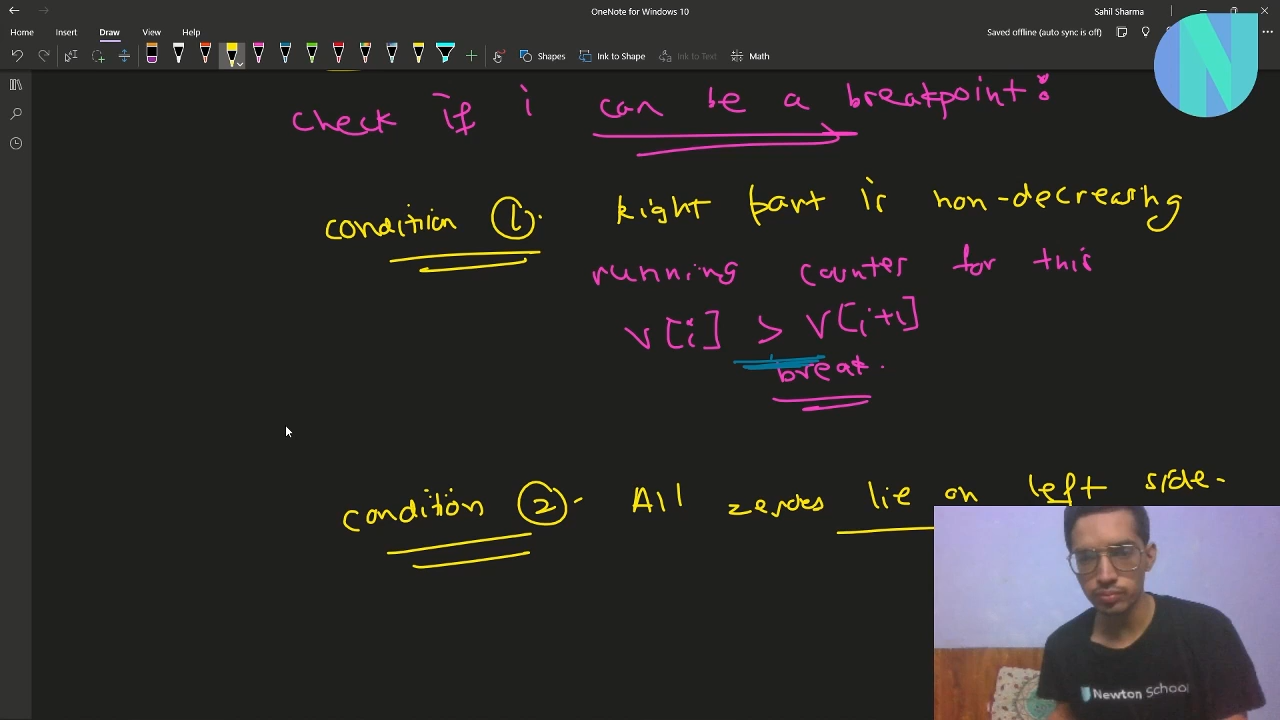 OneNote for Windows 10
Sahil Sharma
Home Insert Draw View Help
Saved offline (auto sync is off)
Shapes Ink to Shape Ink to Text Math
Check if i can be a breakpoint:
condition 1. Right part is non-decreasing
running counter for this
v[i] > v[i+1]
break.
condition 2 - All zeroes lie on left side.
Newton School